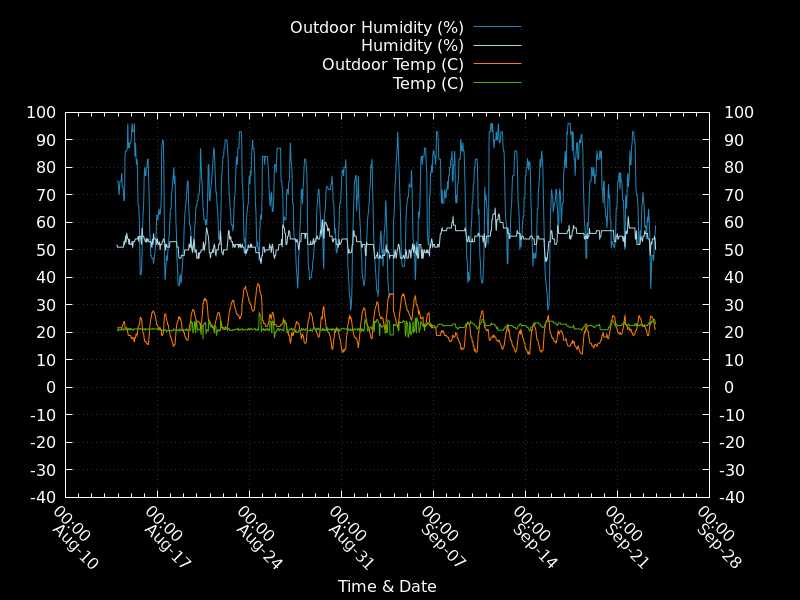 Outdoor Humidity (%)
Humidity (%)
Outdoor Temp (C)
Temp (C)
100 100
90 90
80 80
70 70
60 60
50 50
40 40
30 30
20 20
10 10
0 0
-10 -10
-20 -20
-30 -30
-40 -40
00:00 00:00 00:00 00:00 00:00 00:00 00:00 00:00
Aug-10 Aug-17 Aug-24 Aug-31 Sep-07 Sep-14 Sep-21 Sep-28
Time & Date